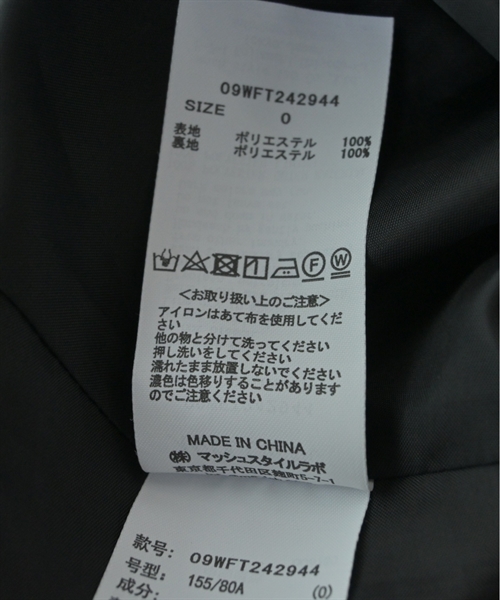 09WFT242944
SIZE 0
表地 ポリエステル 100%
裏地 ポリエステル 100%
F W
<お取り扱い上のご注意>
アイロンはあて布を使用してくだ
さい
他の物と分けて洗ってください
押し洗いをしてください
濡れたまま放置しないでください
濃色は色移りすることがあります
のでご注意ください
MADE IN CHINA
(株)マッシュスタイルラボ
東京都千代田区麹町5-7-1
款号: 09WFT242944
号型: 155/80A (0)
成分: